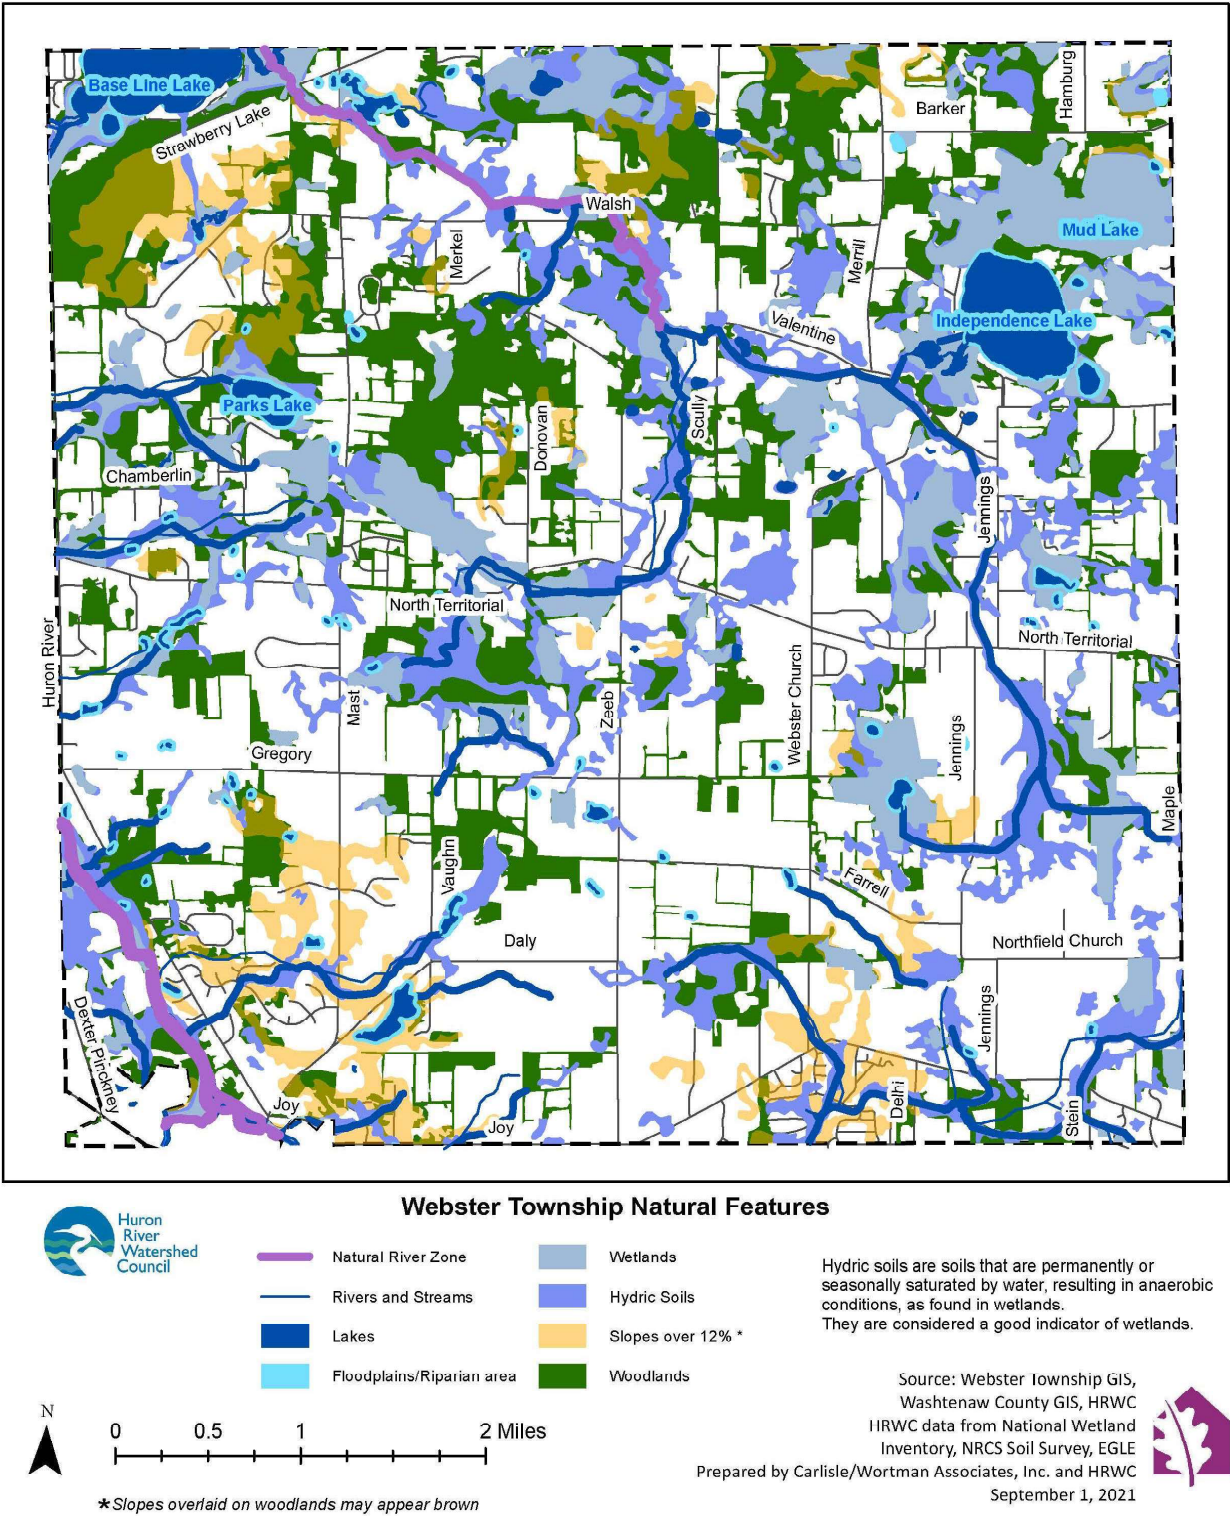 Base Line Lake
Strawberry Lake
Barker
Hamburg
Walsh
Merkel
Merrill
Mud Lake
Valentine
Independence Lake
Parks Lake
Donovan
Scully
Chamberlin
Jennings
North Territorial
North Territorial
Huron River
Mast
Zeeb
Webster Church
Jennings
Gregory
Maple
Vaughn
Farrell
Daly
Northfield Church
Dexter Pinckney
Jennings
Joy
Joy
Delhi
Stein
Webster Township Natural Features
Huron
River
Watershed
Council
Natural River Zone
Rivers and Streams
Lakes
Floodplains/Riparian area
Wetlands
Hydric Soils
Slopes over 12% *
Woodlands
Hydric soils are soils that are permanently or
seasonally saturated by water, resulting in anaerobic
conditions, as found in wetlands.
They are considered a good indicator of wetlands.
Source: Webster Township GIS,
Washtenaw County GIS, HRWC
HRWC data from National Wetland
Inventory, NRCS Soil Survey, EGLE
Prepared by Carlisle/Wortman Associates, Inc. and HRWC
September 1, 2021
N
0 0.5 1 2 Miles
*Slopes overlaid on woodlands may appear brown